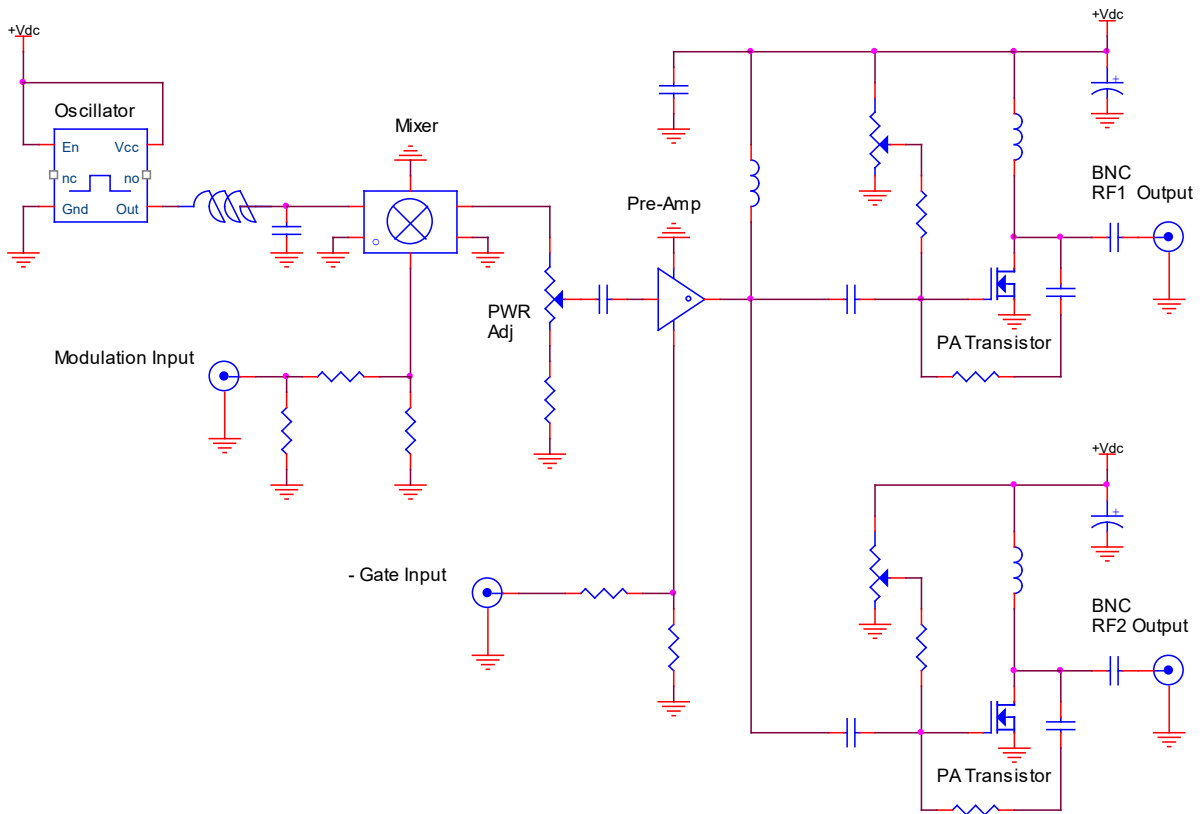 +Vdc
+Vdc
Oscillator
En Vcc
nc no
Gnd Out
Mixer
Pre-Amp
BNC
RF1 Output
PWR
Adj
PA Transistor
Modulation Input
+Vdc
- Gate Input
BNC
RF2 Output
PA Transistor